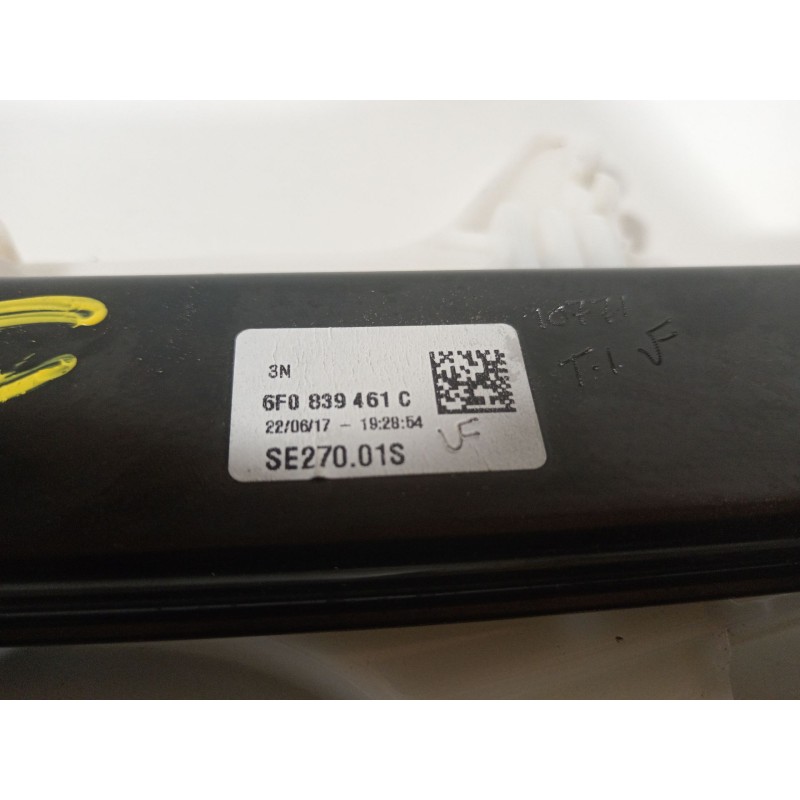 3N
6F0 839 461 C
22/06/17 - 19:28:54
SE270.01S
VF
T.I VF